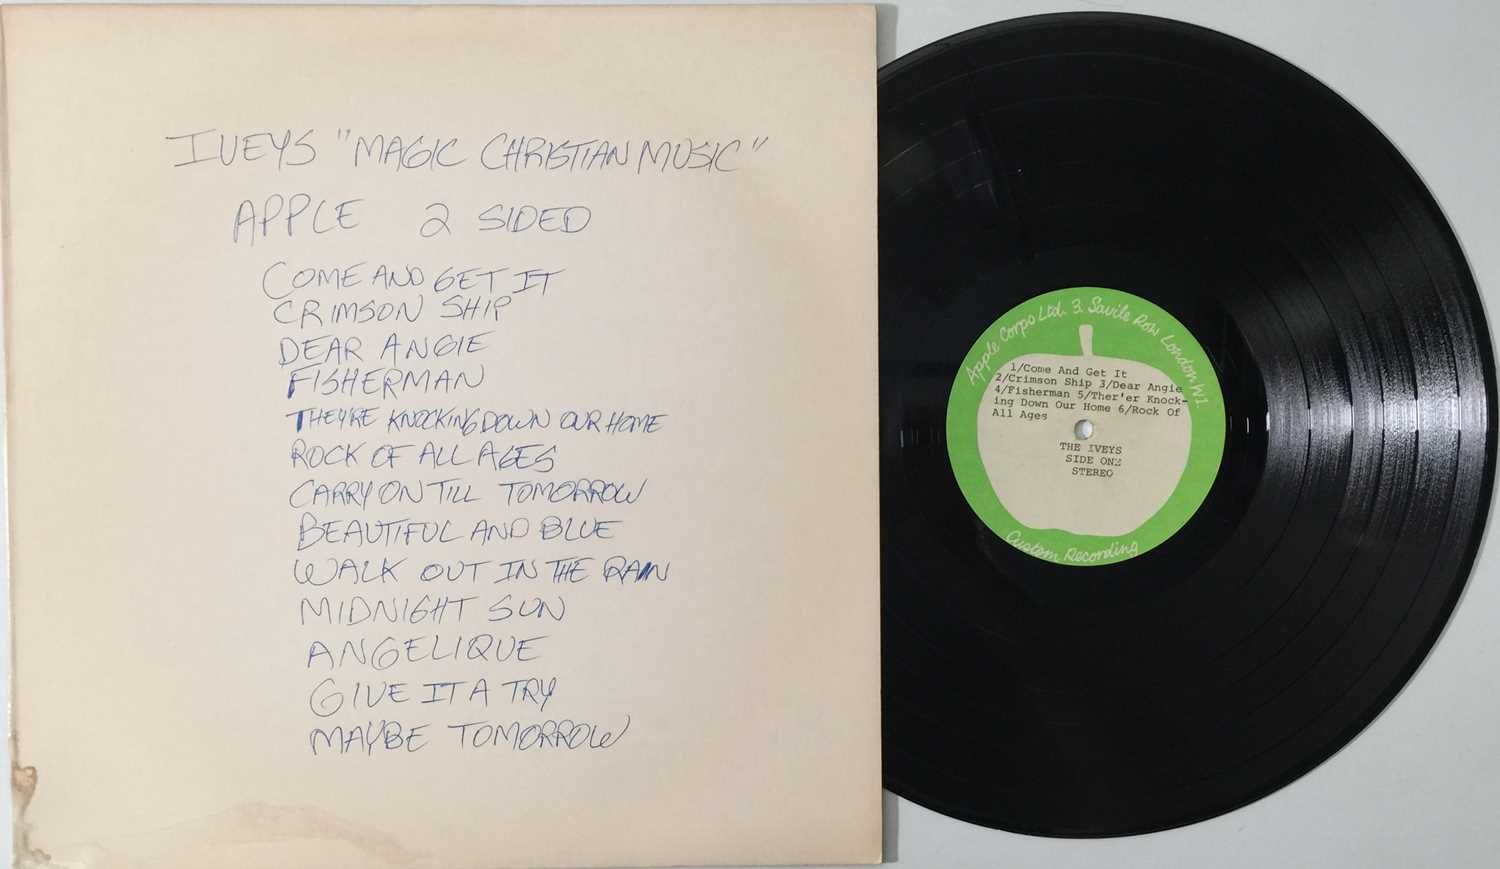 IVEYS "MAGIC CHRISTIAN MUSIC"
APPLE 2 SIDED
COME AND GET IT
CRIMSON SHIP
DEAR ANGIE
FISHERMAN
THEY'RE KNOCKING DOWN OUR HOME
ROCK OF ALL AGES
CARRY ON TILL TOMORROW
BEAUTIFUL AND BLUE
WALK OUT IN THE RAIN
MIDNIGHT SUN
ANGELIQUE
GIVE IT A TRY
MAYBE TOMORROW
Apple Corps Ltd. 3 Savile Row London W1.
1/Come And Get It
2/Crimson Ship 3/Dear Angie
4/Fisherman 5/Ther'er Knock-
ing Down Our Home 6/Rock Of
All Ages
THE IVEYS
SIDE ONE
STEREO
Custom Recording